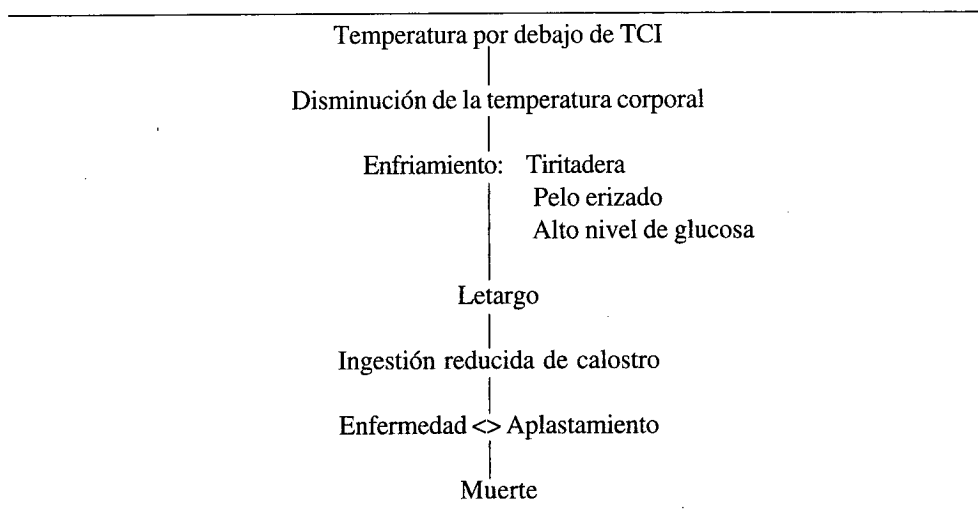 Temperatura por debajo de TCI
Disminución de la temperatura corporal
Enfriamiento: Tiritadera
Pelo erizado
Alto nivel de glucosa
Letargo
Ingestión reducida de calostro
Enfermedad <> Aplastamiento
Muerte